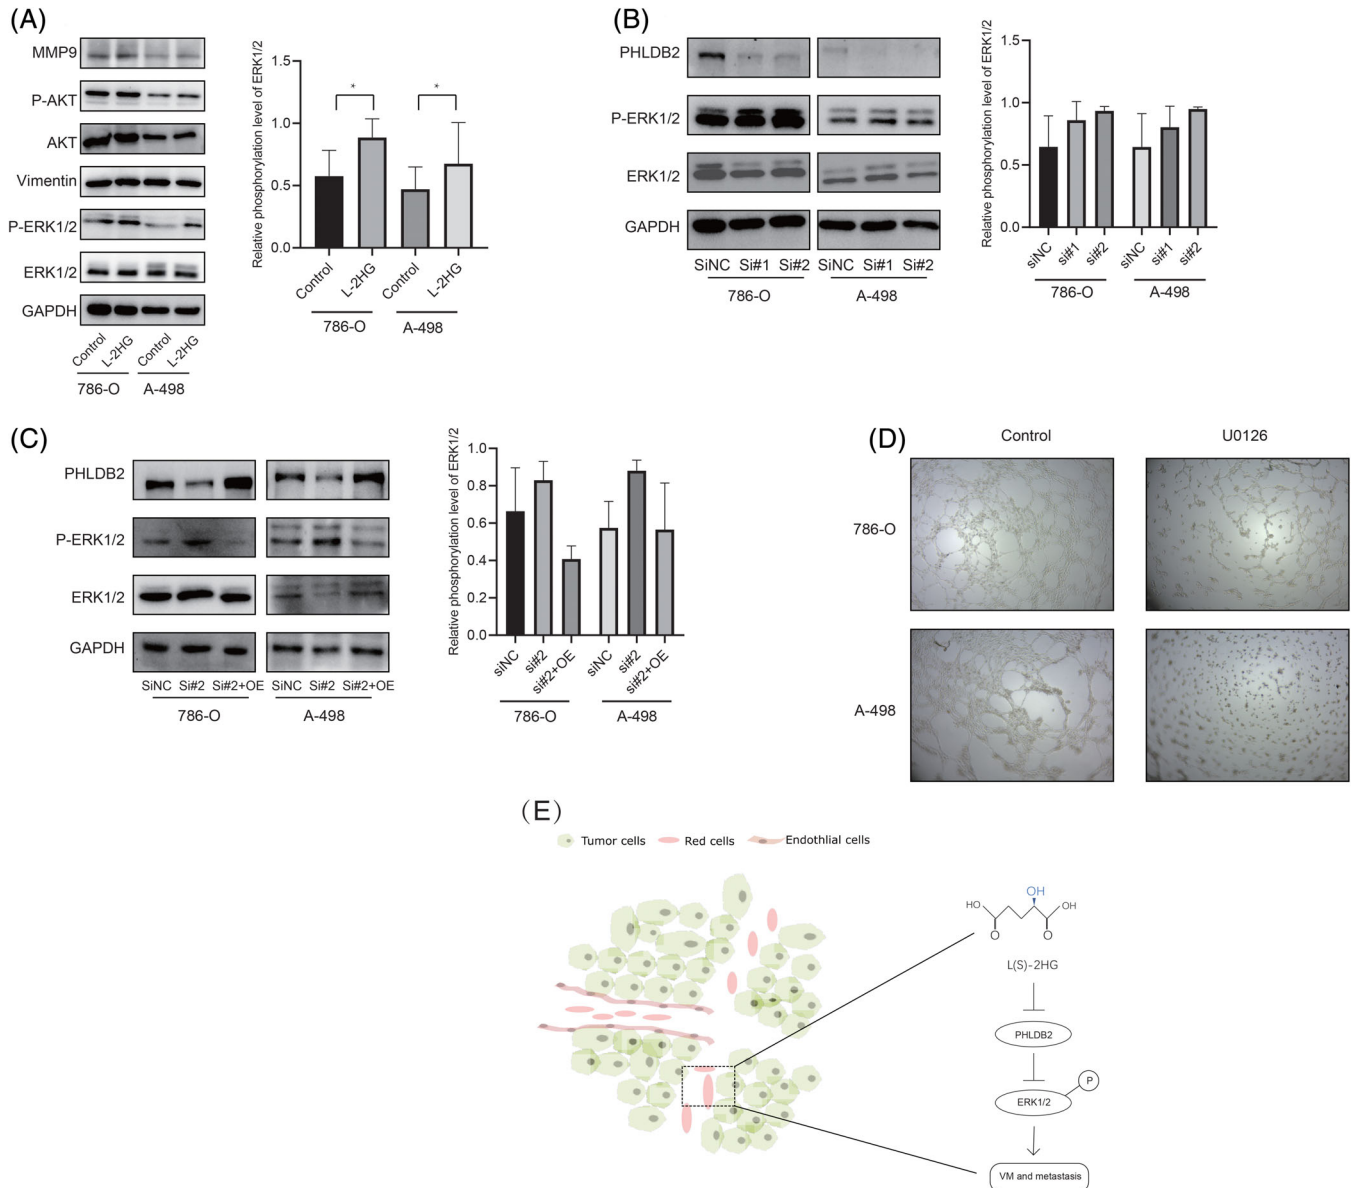 (A)
MMP9
P-AKT
AKT
Vimentin
P-ERK1/2
ERK1/2
GAPDH
Control
L-2HG
Control
L-2HG
786-O
A-498
Relative phosphorylation level of ERK1/2
1.5
1.0
0.5
0.0
*
*
Control
L-2HG
Control
L-2HG
786-O
A-498
(B)
PHLDB2
P-ERK1/2
ERK1/2
GAPDH
SiNC Si#1 Si#2 SiNC Si#1 Si#2
786-O
A-498
Relative phosphorylation level of ERK1/2
1.5
1.0
0.5
0.0
siNC
si#1
si#2
siNC
si#1
si#2
786-O
A-498
(C)
PHLDB2
P-ERK1/2
ERK1/2
GAPDH
SiNC Si#2 Si#2+OE SiNC Si#2 Si#2+OE
786-O
A-498
Relative phosphorylation level of ERK1/2
1.0
0.8
0.6
0.4
0.2
0.0
siNC
si#2
si#2+OE
siNC
si#2
si#2+OE
786-O
A-498
(D)
Control
U0126
786-O
A-498
(E)
Tumor cells
Red cells
Endothlial cells
OH
HO
OH
O
O
L(S)-2HG
PHLDB2
P
ERK1/2
VM and metastasis